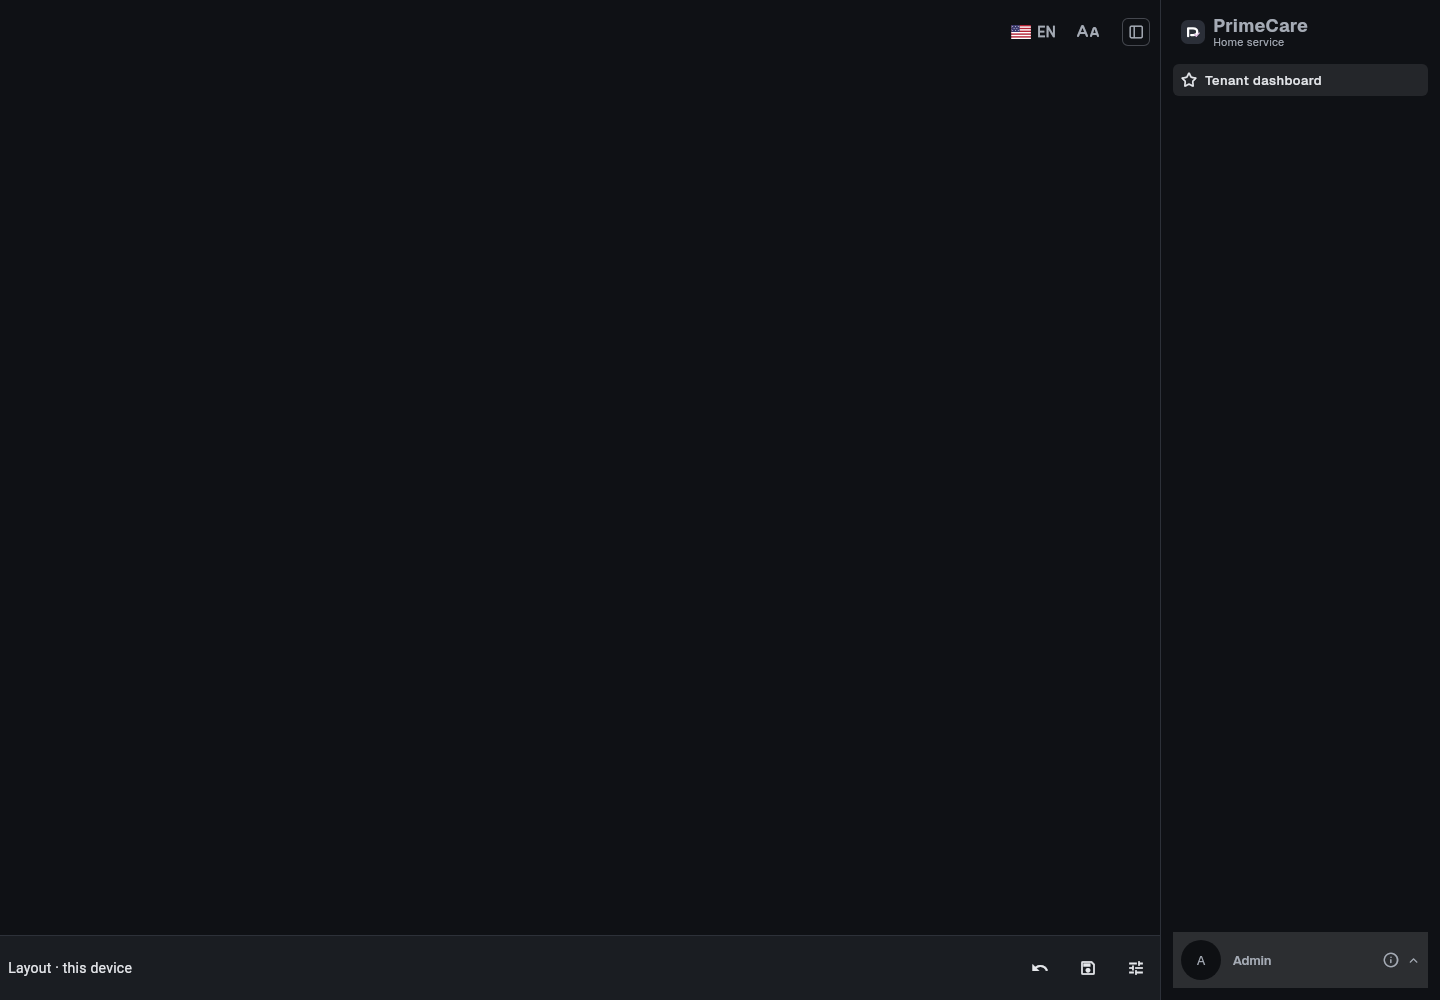 EN
AA
PrimeCare
Home service
Tenant dashboard
Layout · this device
A
Admin